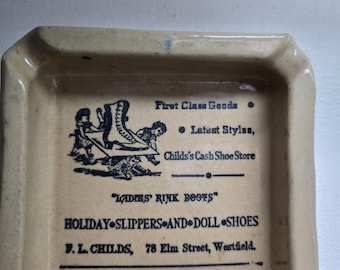 First Class Goods
Latest Styles,
Childs's Cash Shoe Store
"LADIES' RINK BOOTS"
HOLIDAY•SLIPPERS•AND•DOLL•SHOES
F. L. CHILDS, 78 Elm Street, Westfield.